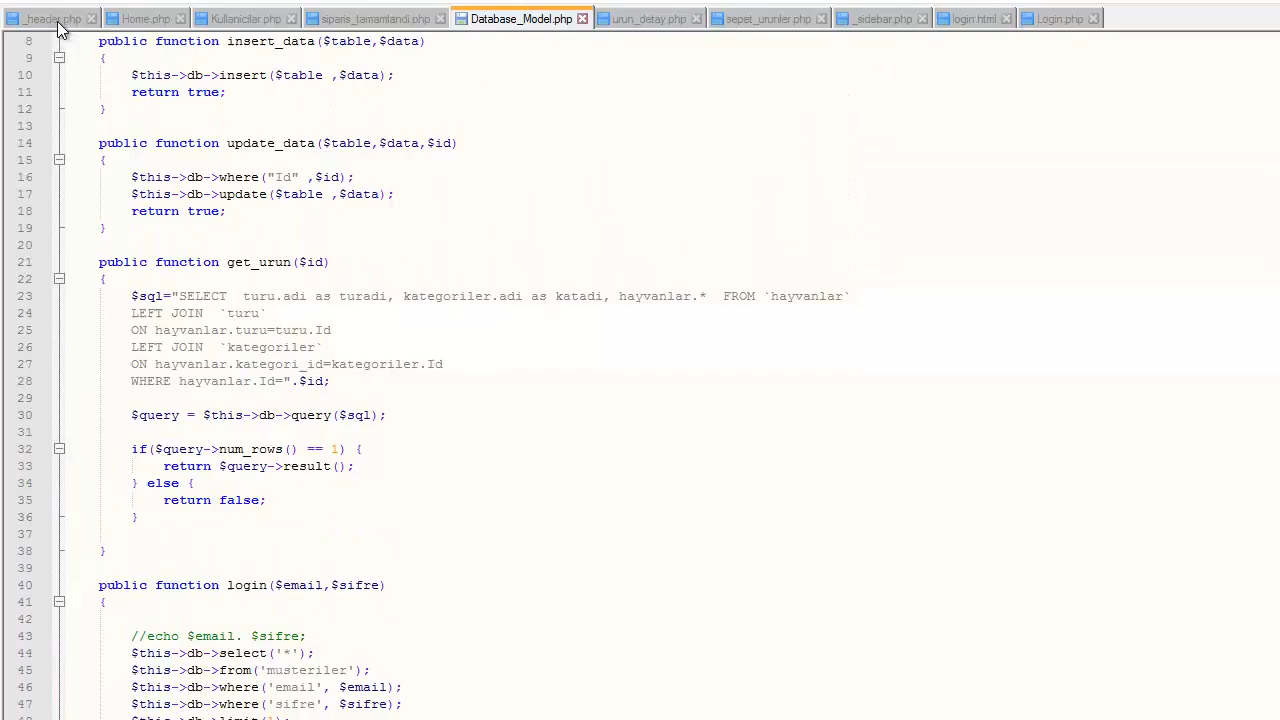 _header.php Home.php Kullanicilar.php siparis_tamamlandi.php Database_Model.php urun_detay.php sepet_urunler.php _sidebar.php login.html Login.php
8 public function insert_data($table,$data)
9 {
10 $this->db->insert($table ,$data);
11 return true;
12 }
13
14 public function update_data($table,$data,$id)
15 {
16 $this->db->where("Id" ,$id);
17 $this->db->update($table ,$data);
18 return true;
19 }
20
21 public function get_urun($id)
22 {
23 $sql="SELECT  turu.adi as turadi, kategoriler.adi as katadi, hayvanlar.*  FROM `hayvanlar`
24 LEFT JOIN  `turu`
25 ON hayvanlar.turu=turu.Id
26 LEFT JOIN  `kategoriler`
27 ON hayvanlar.kategori_id=kategoriler.Id
28 WHERE hayvanlar.Id=".$id;
29
30 $query = $this->db->query($sql);
31
32 if($query->num_rows() == 1) {
33 return $query->result();
34 } else {
35 return false;
36 }
37
38 }
39
40 public function login($email,$sifre)
41 {
42
43 //echo $email. $sifre;
44 $this->db->select('*');
45 $this->db->from('musteriler');
46 $this->db->where('email', $email);
47 $this->db->where('sifre', $sifre);
48 $this->db->limit(1);